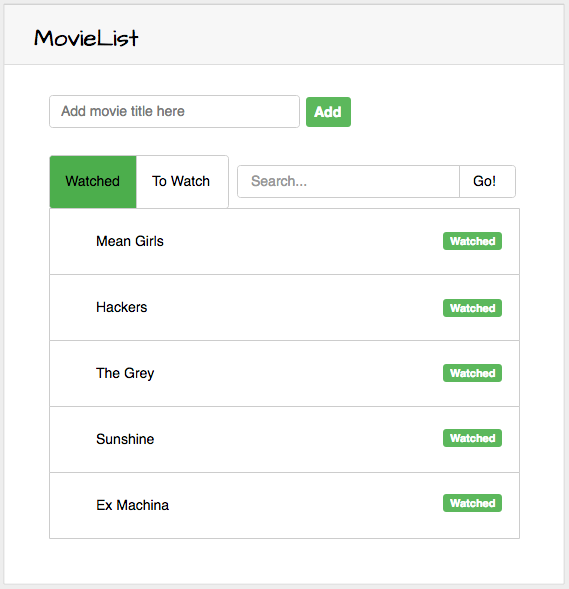 MovieList
Add movie title here Add
Watched To Watch Search... Go!
Mean Girls Watched
Hackers Watched
The Grey Watched
Sunshine Watched
Ex Machina Watched